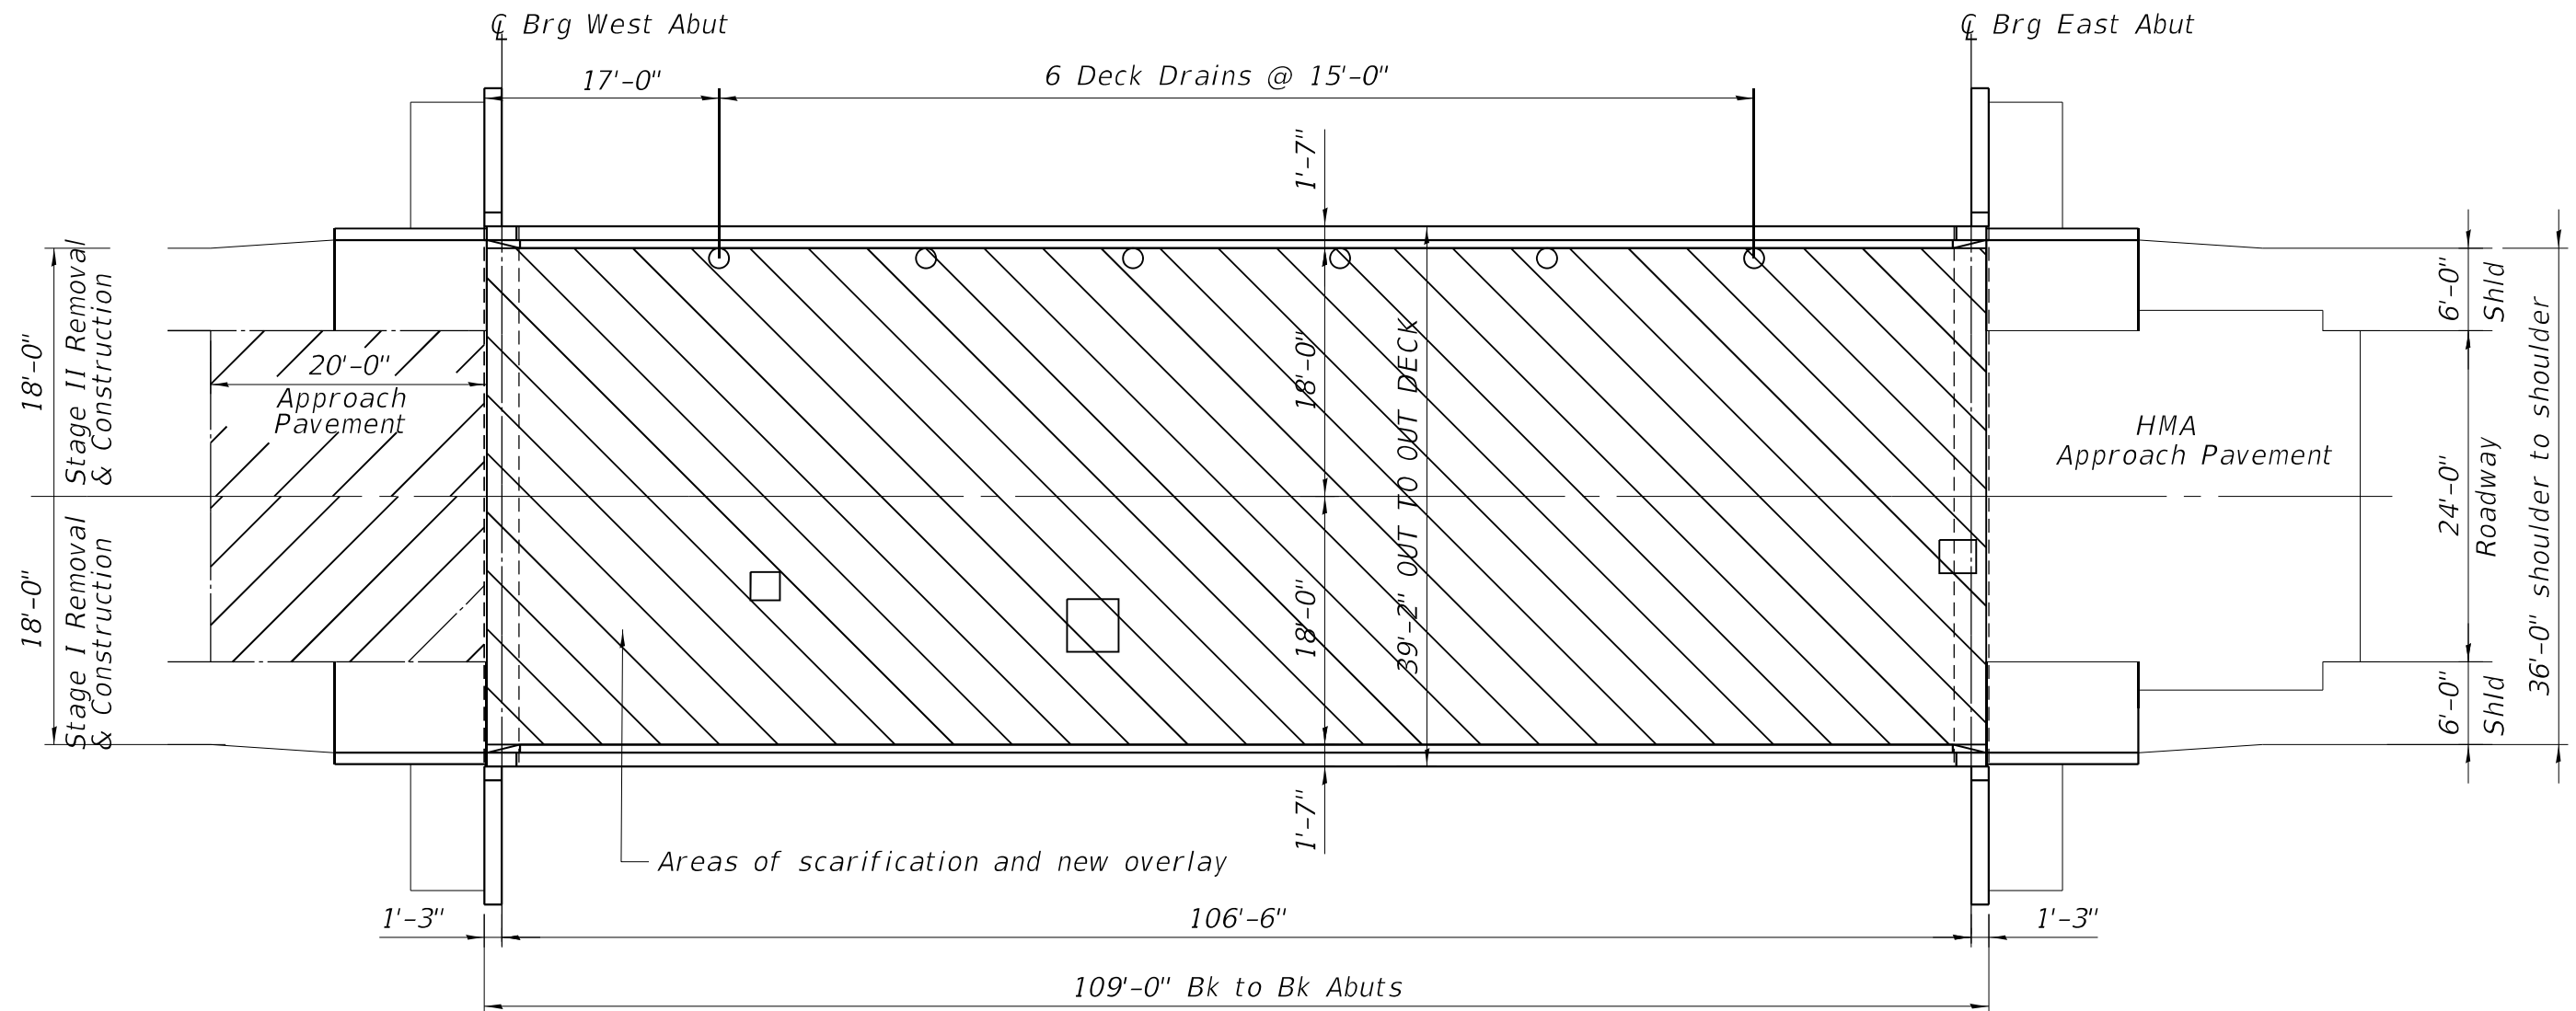 ℄ Brg West Abut
℄ Brg East Abut
17'-0"
6 Deck Drains @ 15'-0"
1'-7"
18'-0"
Stage II Removal
& Construction
20'-0"
Approach
Pavement
18'-0"
39'-2" OUT TO OUT DECK
HMA
Approach Pavement
6'-0"
Shld
24'-0"
Roadway
36'-0" shoulder to shoulder
18'-0"
Stage I Removal
& Construction
18'-0"
6'-0"
Shld
1'-7"
Areas of scarification and new overlay
1'-3"
106'-6"
1'-3"
109'-0" Bk to Bk Abuts